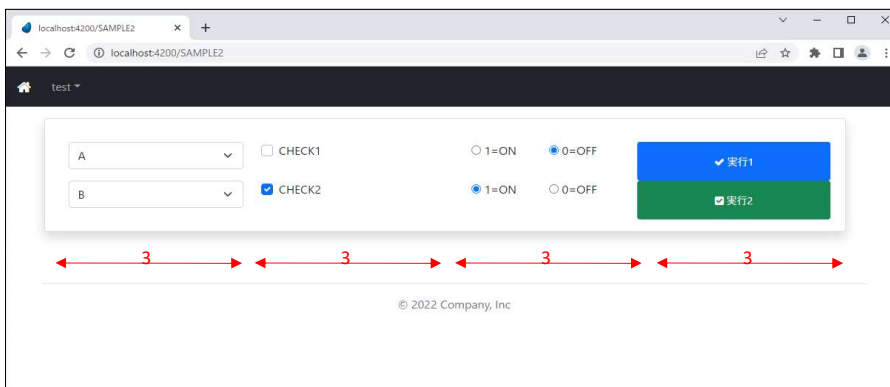 localhost:4200/SAMPLE2
localhost:4200/SAMPLE2
test
A CHECK1 1=ON 0=OFF 実行1
B CHECK2 1=ON 0=OFF 実行2
3 3 3 3
© 2022 Company, Inc